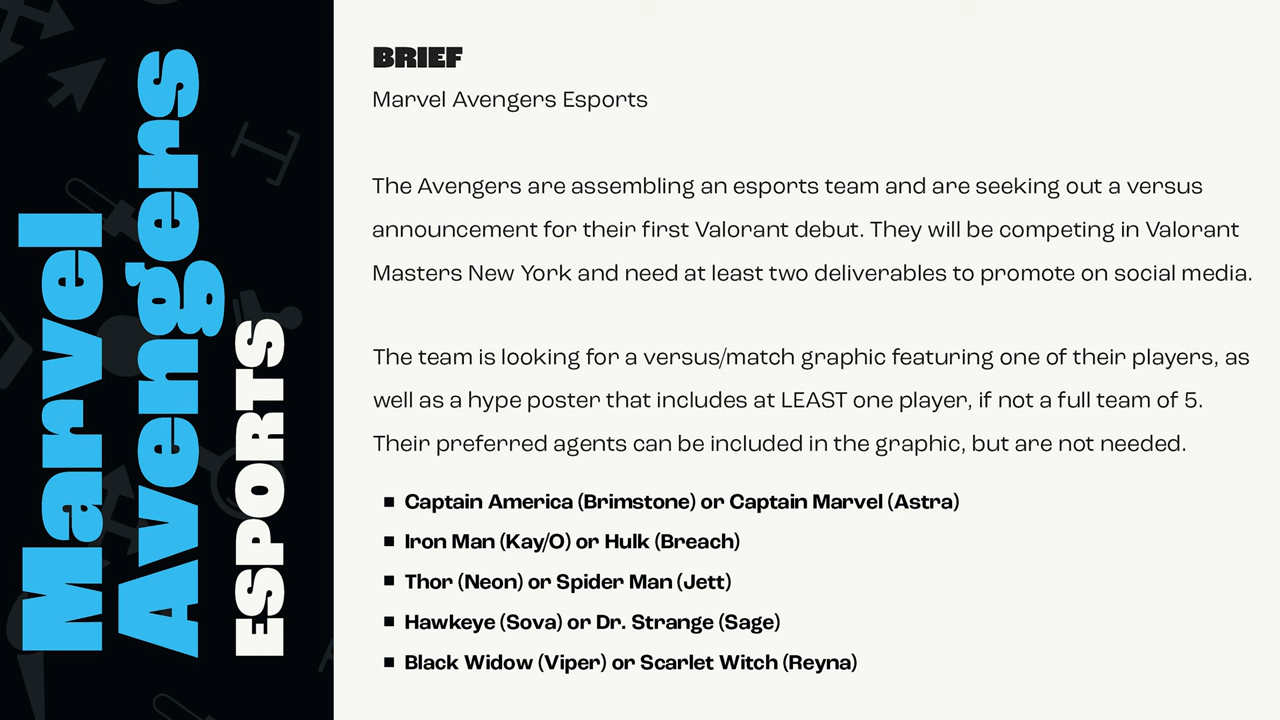 Marvel
Avengers
ESPORTS
BRIEF
Marvel Avengers Esports
The Avengers are assembling an esports team and are seeking out a versus
announcement for their first Valorant debut. They will be competing in Valorant
Masters New York and need at least two deliverables to promote on social media.
The team is looking for a versus/match graphic featuring one of their players, as
well as a hype poster that includes at LEAST one player, if not a full team of 5.
Their preferred agents can be included in the graphic, but are not needed.
▪ Captain America (Brimstone) or Captain Marvel (Astra)
▪ Iron Man (Kay/O) or Hulk (Breach)
▪ Thor (Neon) or Spider Man (Jett)
▪ Hawkeye (Sova) or Dr. Strange (Sage)
▪ Black Widow (Viper) or Scarlet Witch (Reyna)